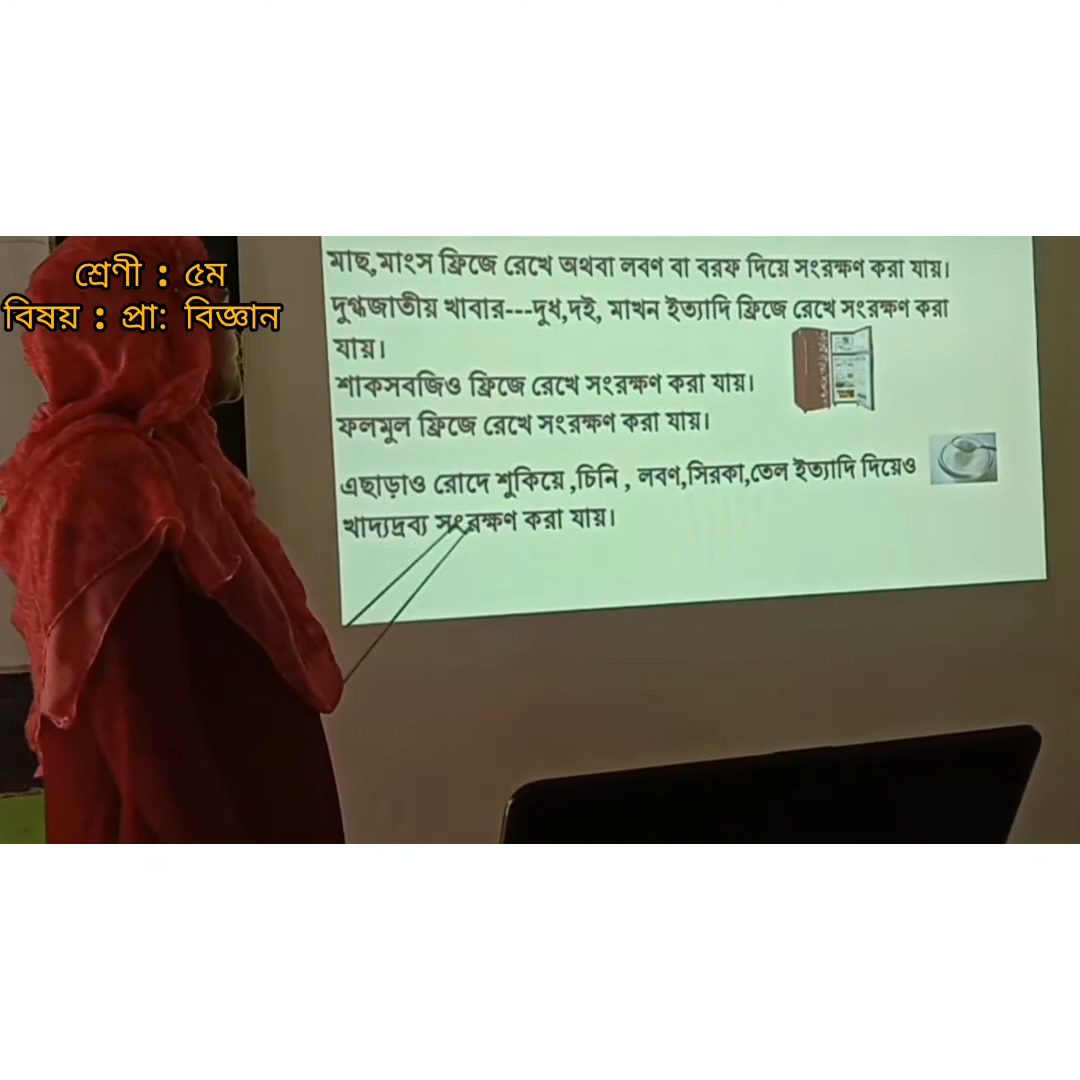 শ্রেণী : ৫ম
বিষয় : প্রা: বিজ্ঞান
মাছ,মাংস ফ্রিজে রেখে অথবা লবণ বা বরফ দিয়ে সংরক্ষণ করা যায়।
দুগ্ধজাতীয় খাবার---দুধ,দই, মাখন ইত্যাদি ফ্রিজে রেখে সংরক্ষণ করা
যায়।
শাকসবজিও ফ্রিজে রেখে সংরক্ষণ করা যায়।
ফলমুল ফ্রিজে রেখে সংরক্ষণ করা যায়।
এছাড়াও রোদে শুকিয়ে ,চিনি , লবণ,সিরকা,তেল ইত্যাদি দিয়েও
খাদ্যদ্রব্য সংরক্ষণ করা যায়।